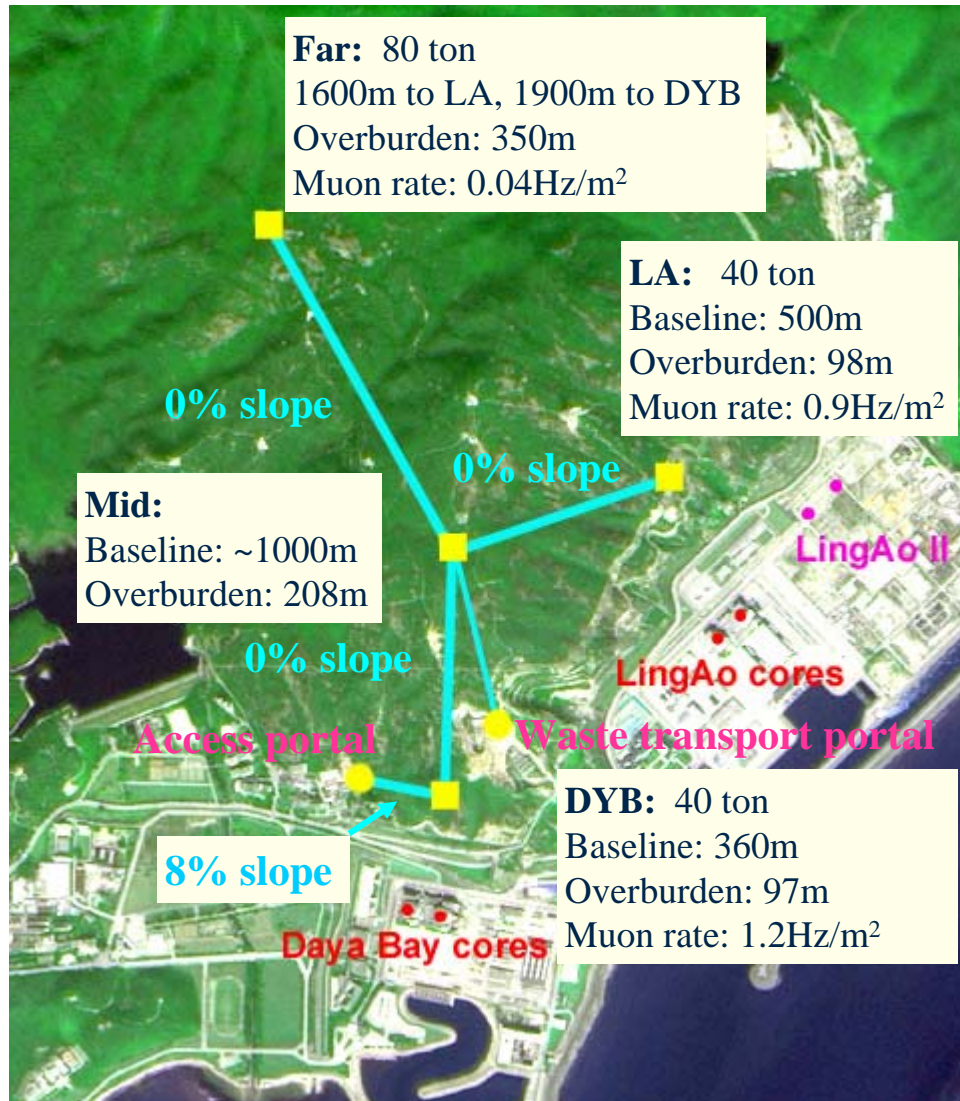 Far: 80 ton
1600m to LA, 1900m to DYB
Overburden: 350m
Muon rate: 0.04Hz/m²
LA: 40 ton
Baseline: 500m
Overburden: 98m
Muon rate: 0.9Hz/m²
0% slope
0% slope
Mid:
Baseline: ~1000m
Overburden: 208m
LingAo II
0% slope
LingAo cores
Access portal
Waste transport portal
DYB: 40 ton
Baseline: 360m
Overburden: 97m
Muon rate: 1.2Hz/m²
8% slope
Daya Bay cores